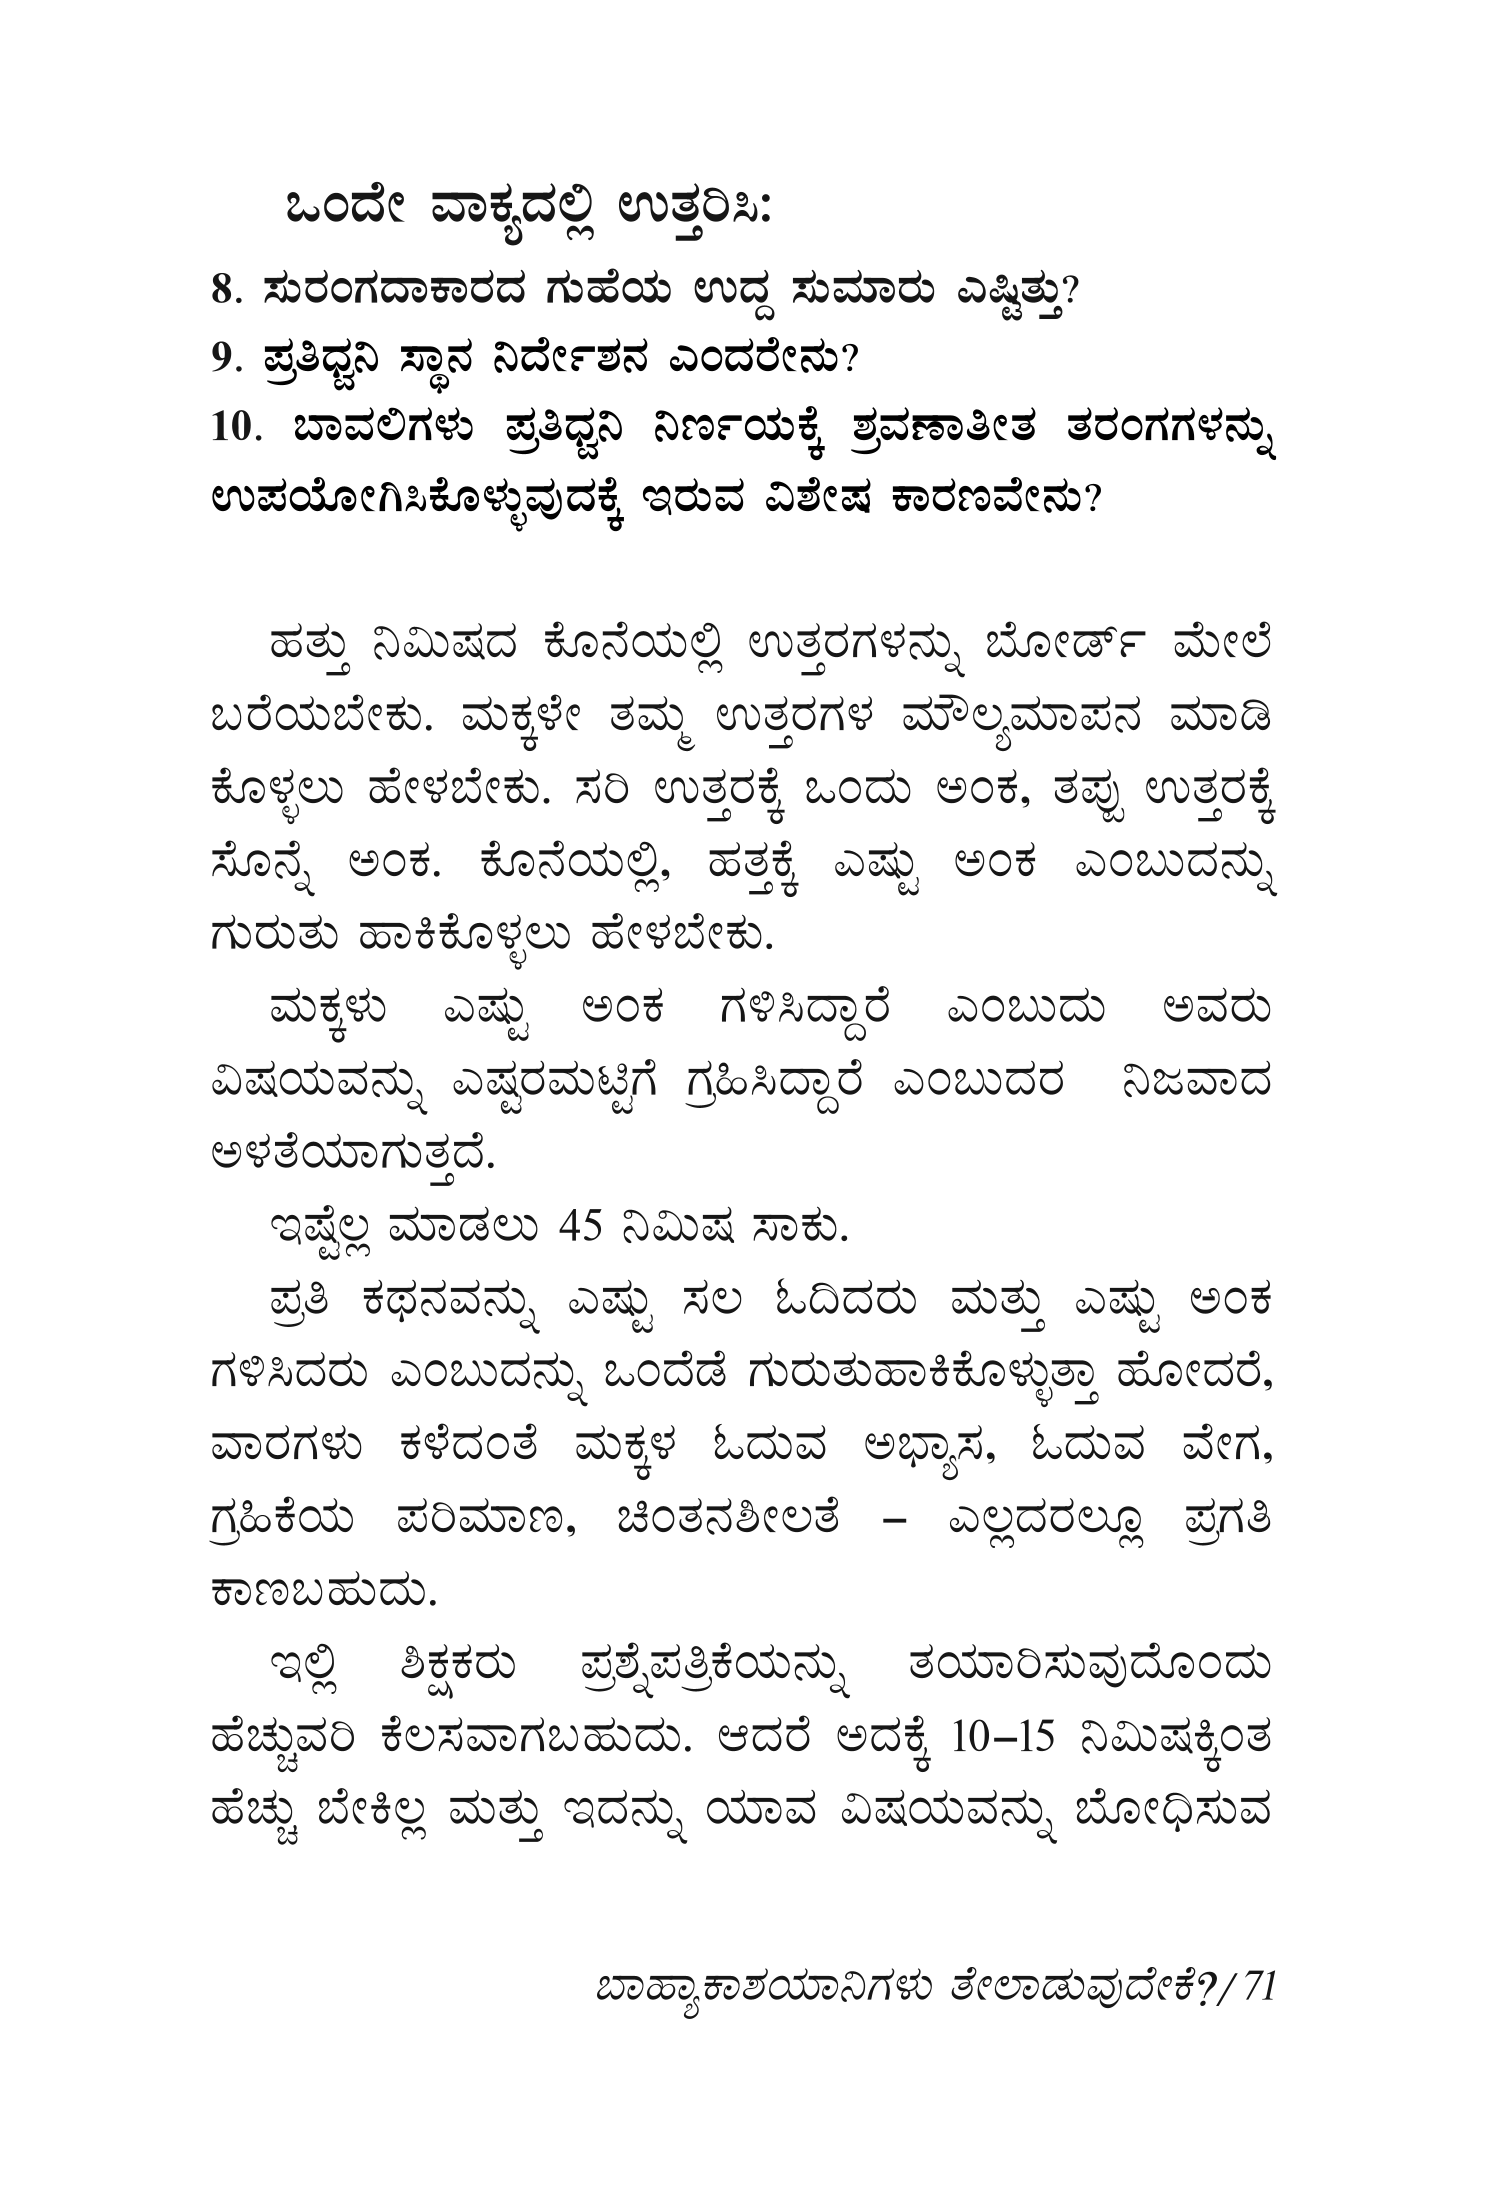 ಒಂದೇ ವಾಕ್ಯದಲ್ಲಿ ಉತ್ತರಿಸಿ:
8. ಸುರಂಗದಾಕಾರದ ಗುಹೆಯ ಉದ್ದ ಸುಮಾರು ಎಷ್ಟಿತ್ತು?
9. ಪ್ರತಿಧ್ವನಿ ಸ್ಥಾನ ನಿರ್ದೇಶನ ಎಂದರೇನು?
10. ಬಾವಲಿಗಳು ಪ್ರತಿಧ್ವನಿ ನಿರ್ಣಯಕ್ಕೆ ಶ್ರವಣಾತೀತ ತರಂಗಗಳನ್ನು
ಉಪಯೋಗಿಸಿಕೊಳ್ಳುವುದಕ್ಕೆ ಇರುವ ವಿಶೇಷ ಕಾರಣವೇನು?
ಹತ್ತು ನಿಮಿಷದ ಕೊನೆಯಲ್ಲಿ ಉತ್ತರಗಳನ್ನು ಬೋರ್ಡ್ ಮೇಲೆ
ಬರೆಯಬೇಕು. ಮಕ್ಕಳೇ ತಮ್ಮ ಉತ್ತರಗಳ ಮೌಲ್ಯಮಾಪನ ಮಾಡಿ
ಕೊಳ್ಳಲು ಹೇಳಬೇಕು. ಸರಿ ಉತ್ತರಕ್ಕೆ ಒಂದು ಅಂಕ, ತಪ್ಪು ಉತ್ತರಕ್ಕೆ
ಸೊನ್ನೆ ಅಂಕ. ಕೊನೆಯಲ್ಲಿ, ಹತ್ತಕ್ಕೆ ಎಷ್ಟು ಅಂಕ ಎಂಬುದನ್ನು
ಗುರುತು ಹಾಕಿಕೊಳ್ಳಲು ಹೇಳಬೇಕು.
ಮಕ್ಕಳು ಎಷ್ಟು ಅಂಕ ಗಳಿಸಿದ್ದಾರೆ ಎಂಬುದು ಅವರು
ವಿಷಯವನ್ನು ಎಷ್ಟರಮಟ್ಟಿಗೆ ಗ್ರಹಿಸಿದ್ದಾರೆ ಎಂಬುದರ ನಿಜವಾದ
ಅಳತೆಯಾಗುತ್ತದೆ.
ಇಷ್ಟೆಲ್ಲ ಮಾಡಲು 45 ನಿಮಿಷ ಸಾಕು.
ಪ್ರತಿ ಕಥನವನ್ನು ಎಷ್ಟು ಸಲ ಓದಿದರು ಮತ್ತು ಎಷ್ಟು ಅಂಕ
ಗಳಿಸಿದರು ಎಂಬುದನ್ನು ಒಂದೆಡೆ ಗುರುತುಹಾಕಿಕೊಳ್ಳುತ್ತಾ ಹೋದರೆ,
ವಾರಗಳು ಕಳೆದಂತೆ ಮಕ್ಕಳ ಓದುವ ಅಭ್ಯಾಸ, ಓದುವ ವೇಗ,
ಗ್ರಹಿಕೆಯ ಪರಿಮಾಣ, ಚಿಂತನಶೀಲತೆ – ಎಲ್ಲದರಲ್ಲೂ ಪ್ರಗತಿ
ಕಾಣಬಹುದು.
ಇಲ್ಲಿ ಶಿಕ್ಷಕರು ಪ್ರಶ್ನೆಪತ್ರಿಕೆಯನ್ನು ತಯಾರಿಸುವುದೊಂದು
ಹೆಚ್ಚುವರಿ ಕೆಲಸವಾಗಬಹುದು. ಆದರೆ ಅದಕ್ಕೆ 10–15 ನಿಮಿಷಕ್ಕಿಂತ
ಹೆಚ್ಚು ಬೇಕಿಲ್ಲ ಮತ್ತು ಇದನ್ನು ಯಾವ ವಿಷಯವನ್ನು ಬೋಧಿಸುವ
ಬಾಹ್ಯಾಕಾಶಯಾನಿಗಳು ತೇಲಾಡುವುದೇಕೆ?/ 71